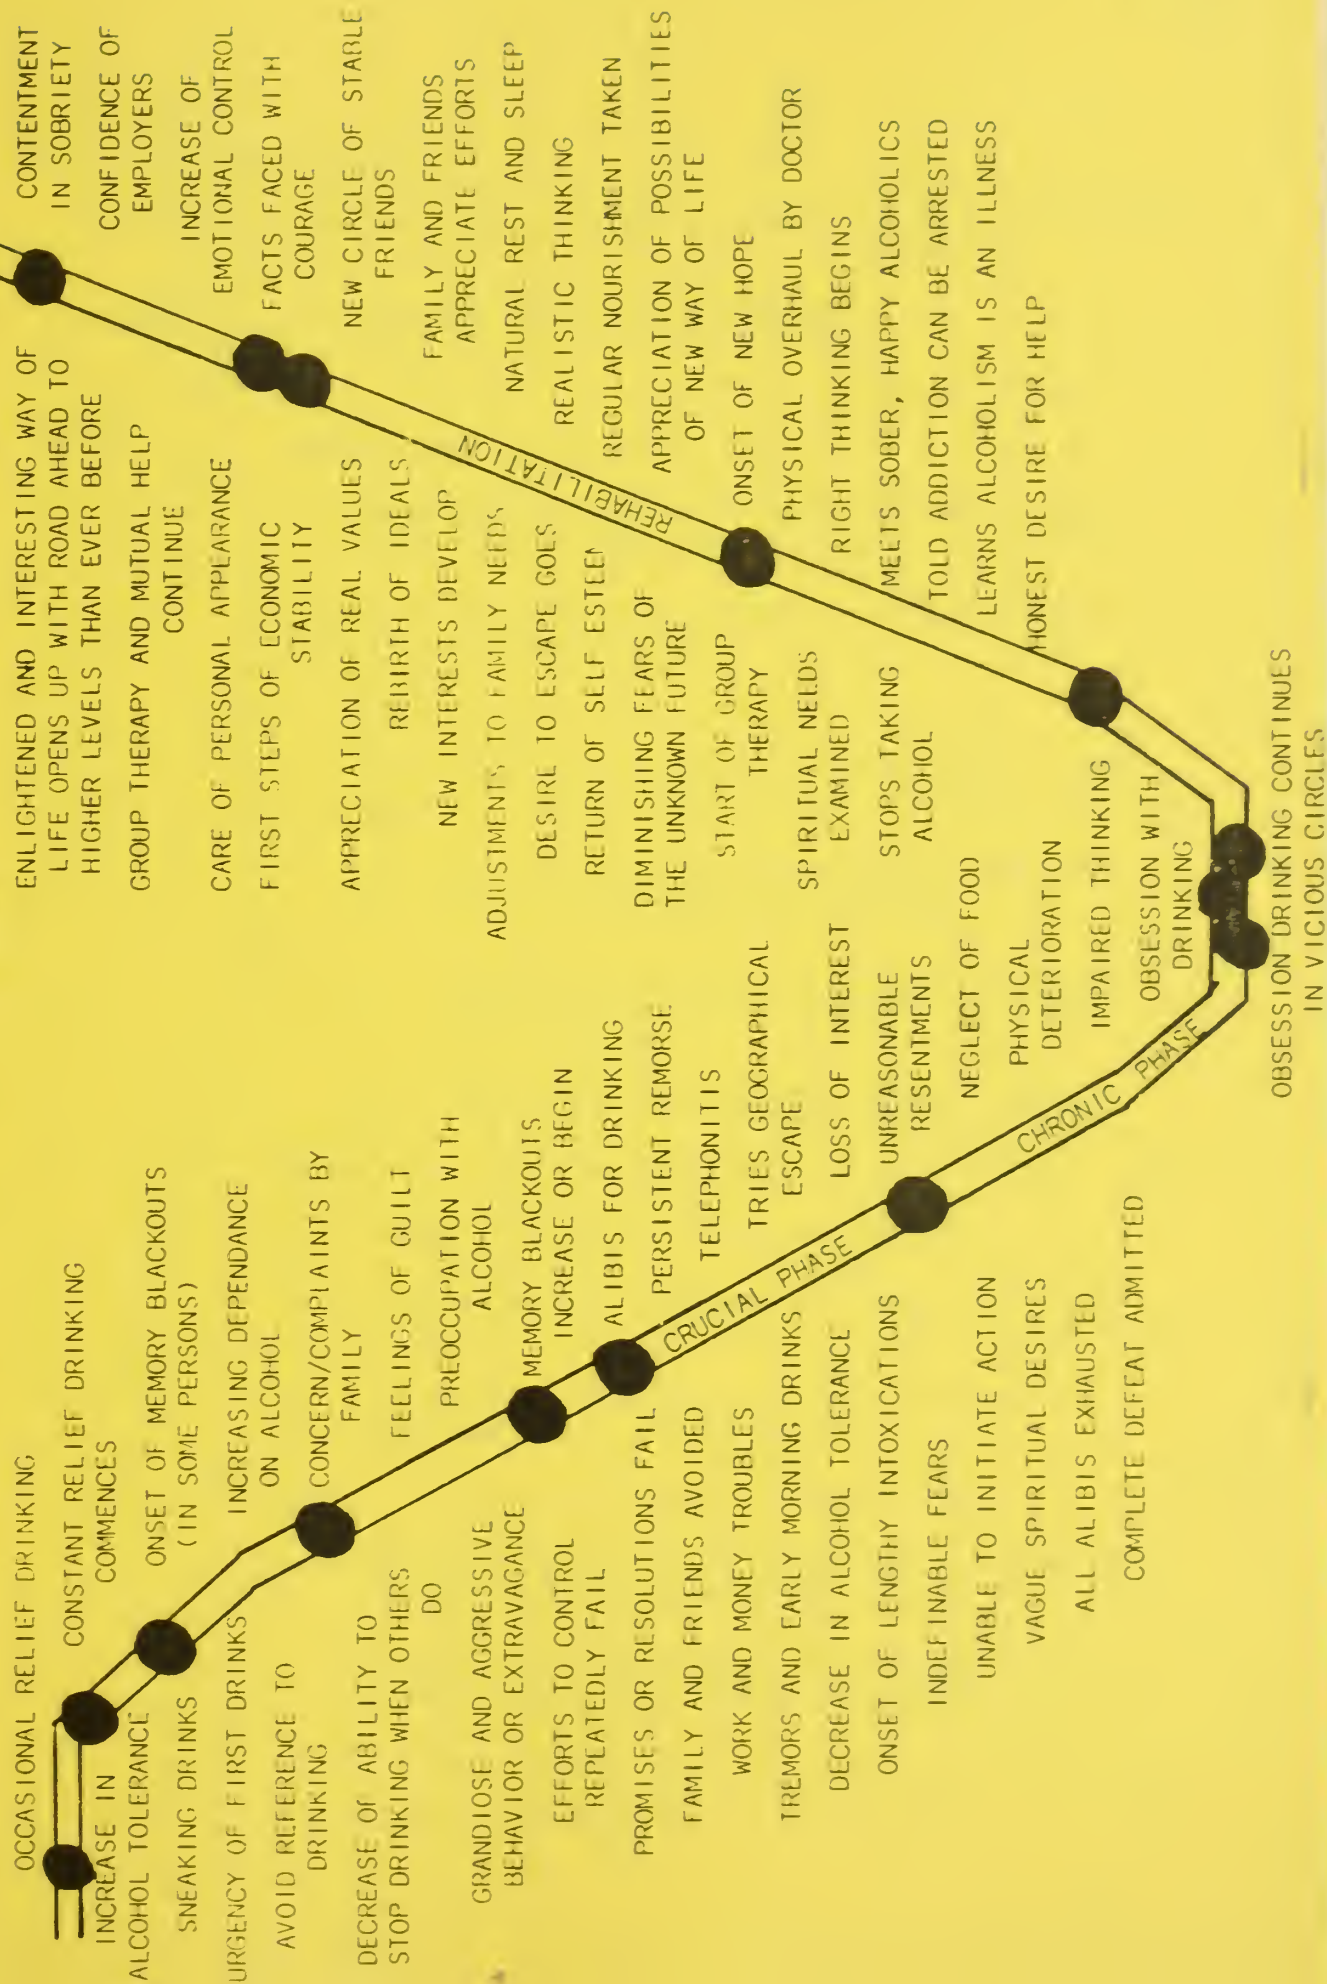 OCCASIONAL RELIEF DRINKING
CONSTANT RELIEF DRINKING
COMMENCES
ONSET OF MEMORY BLACKOUTS
(IN SOME PERSONS)
INCREASING DEPENDANCE
ON ALCOHOL
CONCERN/COMPLAINTS BY
FAMILY
FEELINGS OF GUILT
PREOCCUPATION WITH
ALCOHOL
MEMORY BLACKOUTS
INCREASE OR BEGIN
ALIBIS FOR DRINKING
PERSISTENT REMORSE
TELEPHONITIS
TRIES GEOGRAPHICAL
ESCAPE
LOSS OF INTEREST
UNREASONABLE
RESENTMENTS
NEGLECT OF FOOD
PHYSICAL
DETERIORATION
IMPAIRED THINKING
OBSESSION WITH
DRINKING
INCREASE IN
ALCOHOL TOLERANCE
SNEAKING DRINKS
URGENCY OF FIRST DRINKS
AVOID REFERENCE TO
DRINKING
DECREASE OF ABILITY TO
STOP DRINKING WHEN OTHERS
DO
GRANDIOSE AND AGGRESSIVE
BEHAVIOR OR EXTRAVAGANCE
EFFORTS TO CONTROL
REPEATEDLY FAIL
PROMISES OR RESOLUTIONS FAIL
FAMILY AND FRIENDS AVOIDED
WORK AND MONEY TROUBLES
TREMORS AND EARLY MORNING DRINKS
DECREASE IN ALCOHOL TOLERANCE
ONSET OF LENGTHY INTOXICATIONS
INDEFINABLE FEARS
UNABLE TO INITIATE ACTION
VAGUE SPIRITUAL DESIRES
ALL ALIBIS EXHAUSTED
COMPLETE DEFEAT ADMITTED
CRUCIAL PHASE
CHRONIC PHASE
OBSESSION DRINKING CONTINUES
IN VICIOUS CIRCLES
REHABILITATION
ENLIGHTENED AND INTERESTING WAY OF
LIFE OPENS UP WITH ROAD AHEAD TO
HIGHER LEVELS THAN EVER BEFORE
GROUP THERAPY AND MUTUAL HELP
CONTINUE
CARE OF PERSONAL APPEARANCE
FIRST STEPS OF ECONOMIC
STABILITY
APPRECIATION OF REAL VALUES
REBIRTH OF IDEALS
NEW INTERESTS DEVELOP
ADJUSTMENTS TO FAMILY NEEDS
DESIRE TO ESCAPE GOES
RETURN OF SELF ESTEEM
DIMINISHING FEARS OF
THE UNKNOWN FUTURE
START OF GROUP
THERAPY
SPIRITUAL NEEDS
EXAMINED
STOPS TAKING
ALCOHOL
CONTENTMENT
IN SOBRIETY
CONFIDENCE OF
EMPLOYERS
INCREASE OF
EMOTIONAL CONTROL
FACTS FACED WITH
COURAGE
NEW CIRCLE OF STABLE
FRIENDS
FAMILY AND FRIENDS
APPRECIATE EFFORTS
NATURAL REST AND SLEEP
REALISTIC THINKING
REGULAR NOURISHMENT TAKEN
APPRECIATION OF POSSIBILITIES
OF NEW WAY OF LIFE
ONSET OF NEW HOPE
PHYSICAL OVERHAUL BY DOCTOR
RIGHT THINKING BEGINS
MEETS SOBER, HAPPY ALCOHOLICS
TOLD ADDICTION CAN BE ARRESTED
LEARNS ALCOHOLISM IS AN ILLNESS
HONEST DESIRE FOR HELP